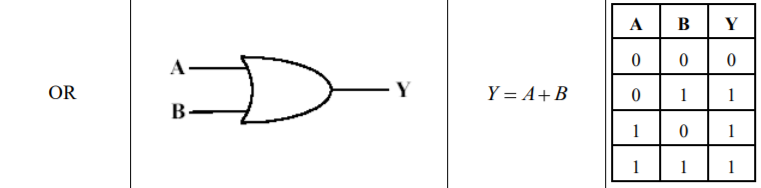 OR
A
B
Y
Y = A + B
A B Y
0 0 0
0 1 1
1 0 1
1 1 1